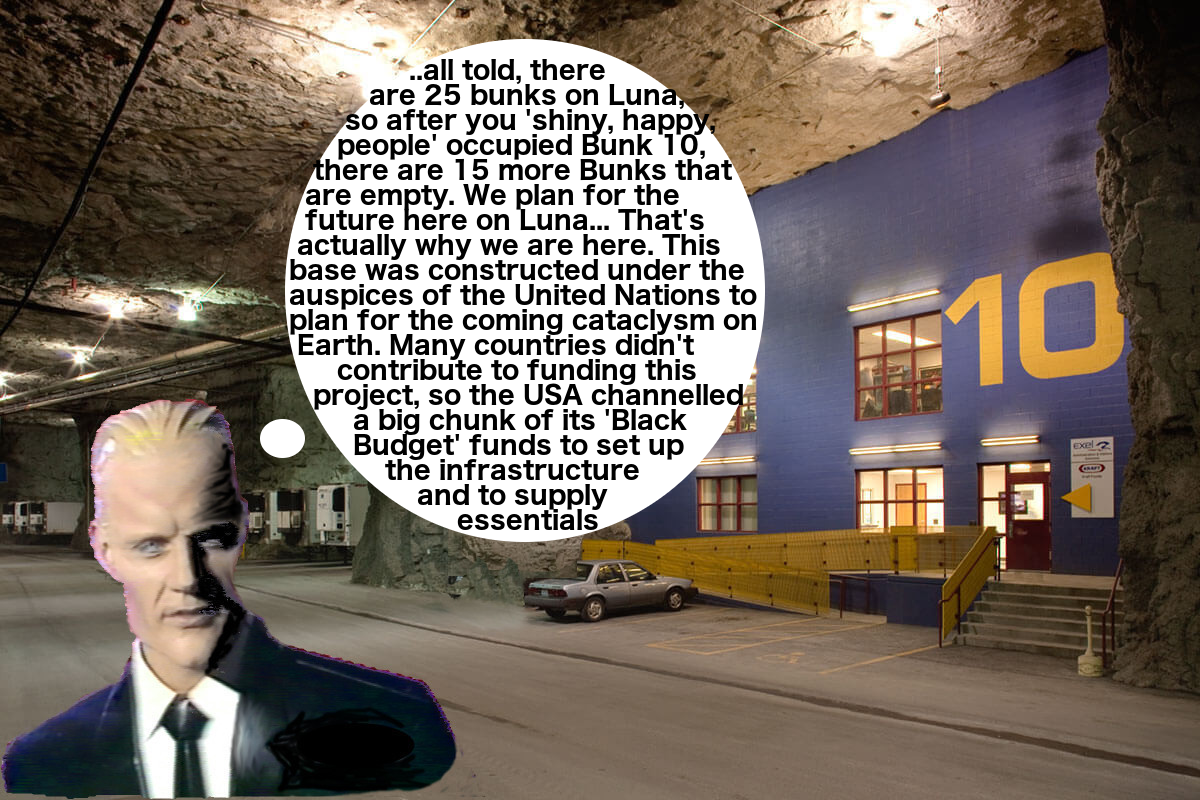 ..all told, there
are 25 bunks on Luna,
so after you 'shiny, happy,
people' occupied Bunk 10,
there are 15 more Bunks that
are empty. We plan for the
future here on Luna... That's
actually why we are here. This
base was constructed under the
auspices of the United Nations to
plan for the coming cataclysm on
Earth. Many countries didn't
contribute to funding this
project, so the USA channelled
a big chunk of its 'Black
Budget' funds to set up
the infrastructure
and to supply
essentials
10
exel
KRAFT
Kraft Foods